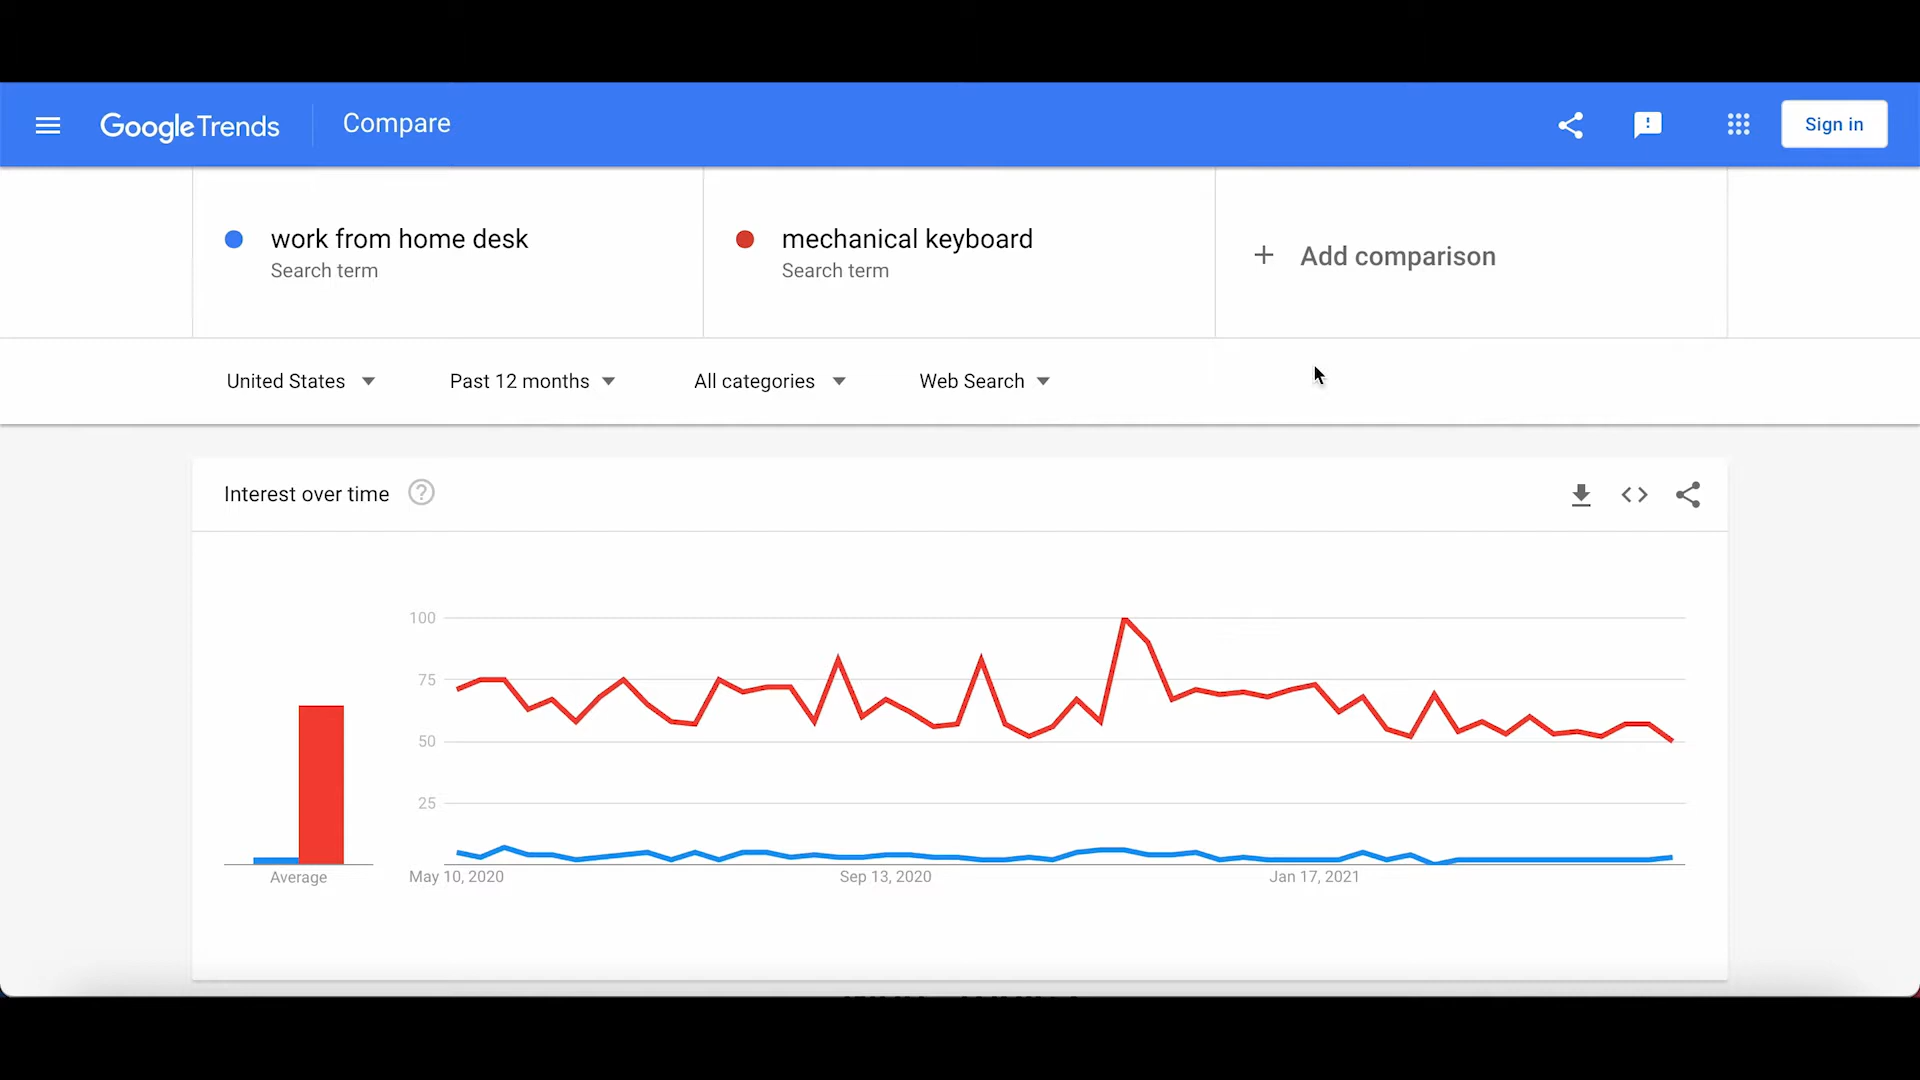 Google Trends
Compare
Sign in
work from home desk
Search term
mechanical keyboard
Search term
+ Add comparison
United States
Past 12 months
All categories
Web Search
Interest over time
100
75
50
25
Average
May 10, 2020
Sep 13, 2020
Jan 17, 2021